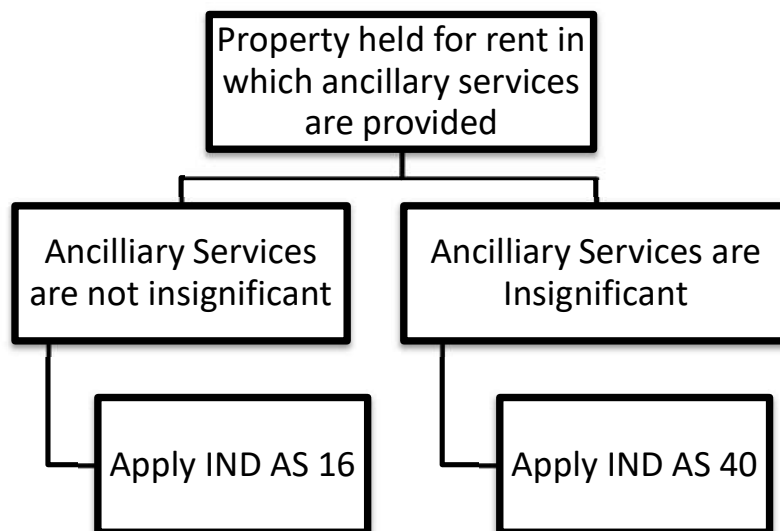 Property held for rent in
which ancillary services
are provided
Ancilliary Services
are not insignificant
Ancilliary Services are
Insignificant
Apply IND AS 16
Apply IND AS 40